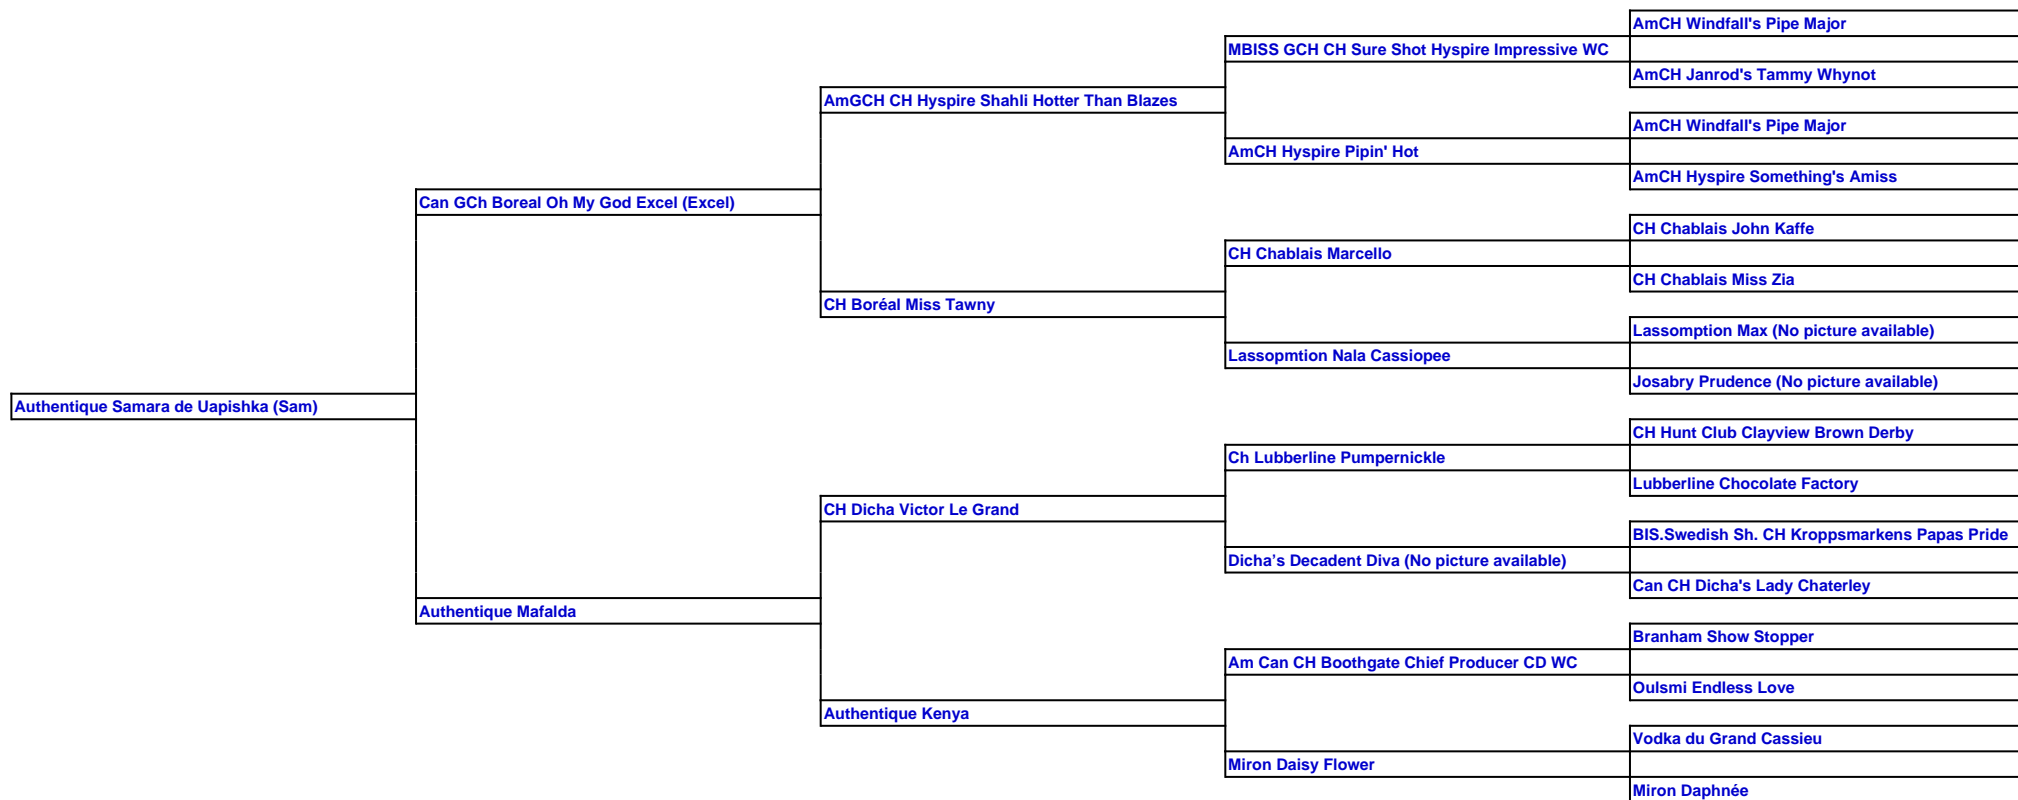 AmCH Windfall's Pipe Major
MBISS GCH CH Sure Shot Hyspire Impressive WC
AmCH Janrod's Tammy Whynot
AmGCH CH Hyspire Shahli Hotter Than Blazes
AmCH Windfall's Pipe Major
AmCH Hyspire Pipin' Hot
AmCH Hyspire Something's Amiss
Can GCh Boreal Oh My God Excel (Excel)
CH Chablais John Kaffe
CH Chablais Marcello
CH Chablais Miss Zia
CH Boréal Miss Tawny
Lassomption Max (No picture available)
Lassopmtion Nala Cassiopee
Josabry Prudence (No picture available)
Authentique Samara de Uapishka (Sam)
CH Hunt Club Clayview Brown Derby
Ch Lubberline Pumpernickle
Lubberline Chocolate Factory
CH Dicha Victor Le Grand
BIS.Swedish Sh. CH Kroppsmarkens Papas Pride
Dicha’s Decadent Diva (No picture available)
Can CH Dicha's Lady Chaterley
Authentique Mafalda
Branham Show Stopper
Am Can CH Boothgate Chief Producer CD WC
Oulsmi Endless Love
Authentique Kenya
Vodka du Grand Cassieu
Miron Daisy Flower
Miron Daphnée